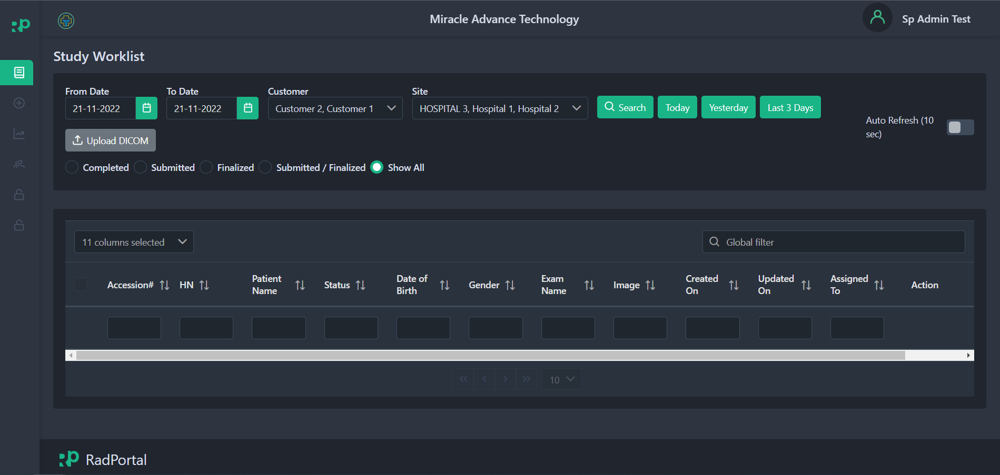 RP
Miracle Advance Technology
Sp Admin Test
Study Worklist
From Date
To Date
Customer
Site
21-11-2022
21-11-2022
Customer 2, Customer 1
HOSPITAL 3, Hospital 1, Hospital 2
Search
Today
Yesterday
Last 3 Days
Auto Refresh (10
sec)
Upload DICOM
Completed
Submitted
Finalized
Submitted / Finalized
Show All
11 columns selected
Global filter
Accession#
HN
Patient
Name
Status
Date of
Birth
Gender
Exam
Name
Image
Created
On
Updated
On
Assigned
To
Action
10
RP RadPortal